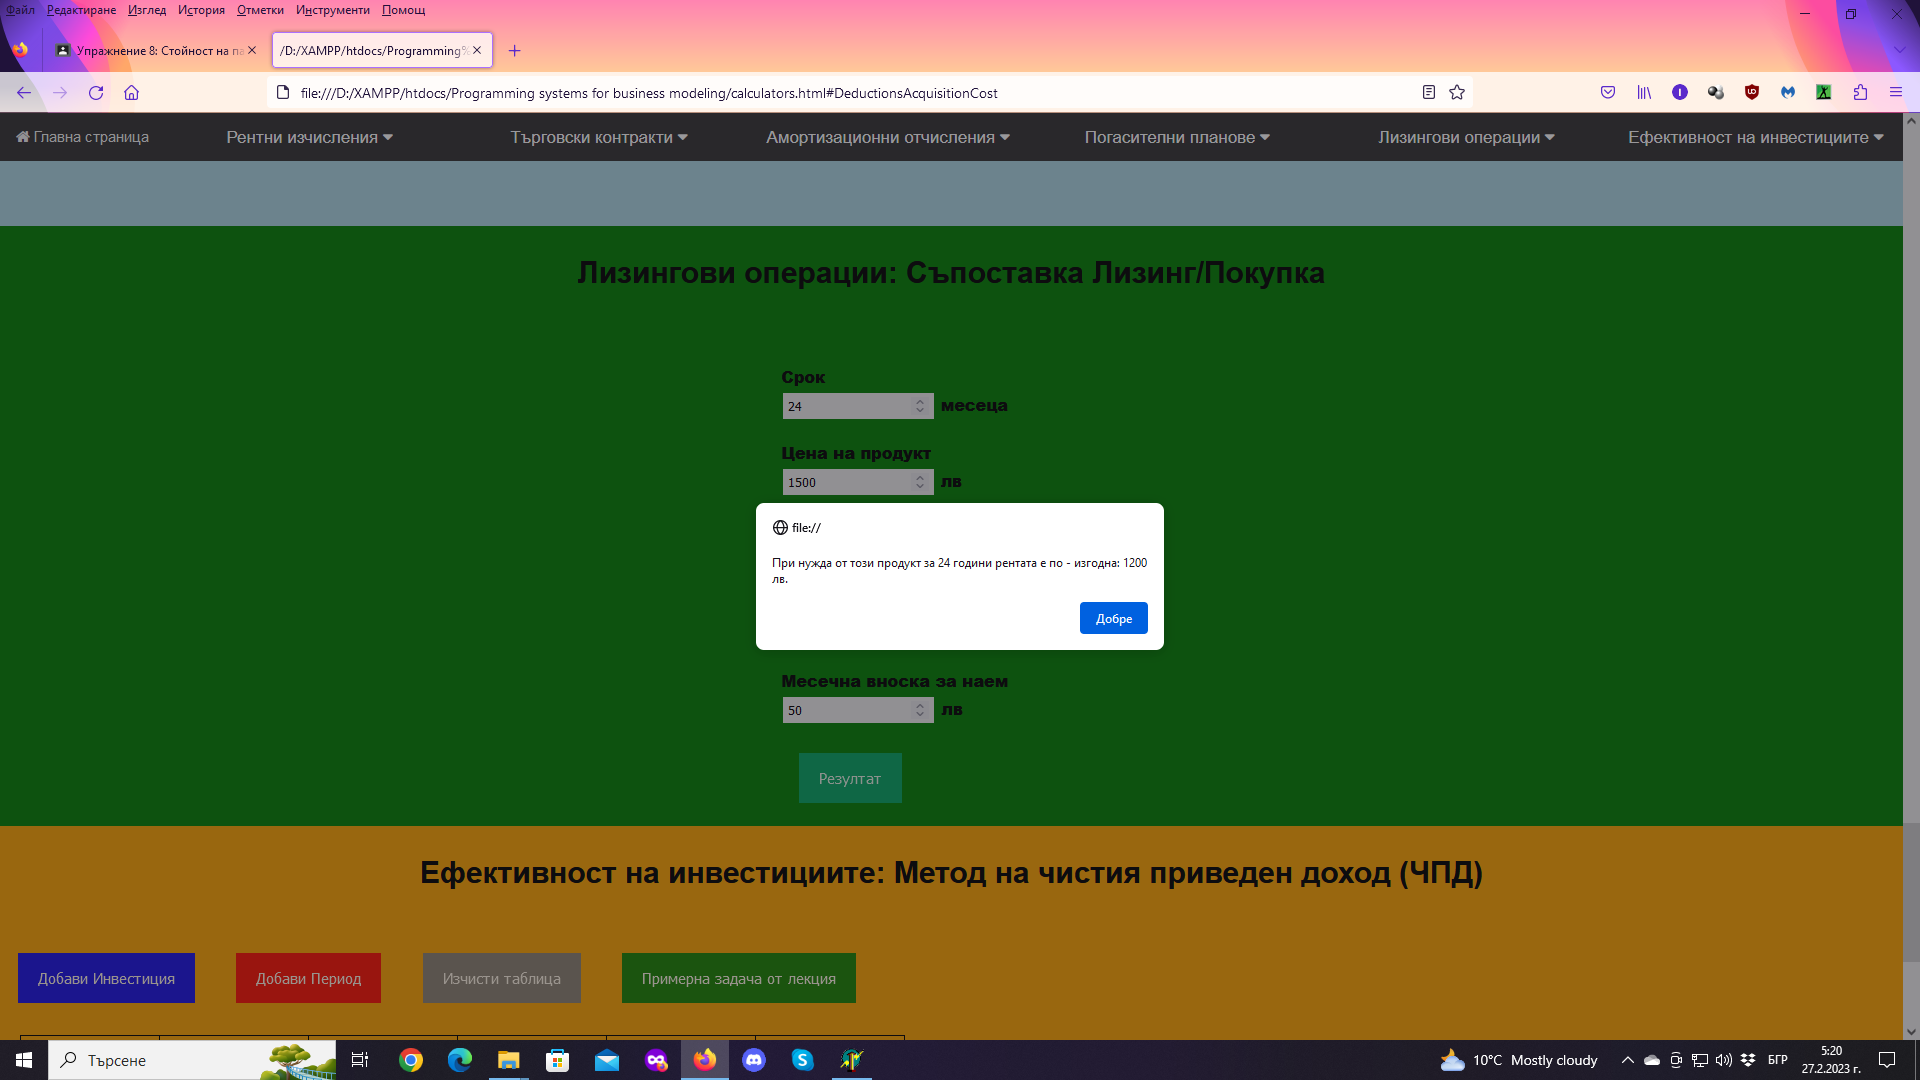 Файл Редактиране Изглед История Отметки Инструменти Помощ
Упражнение 8: Стойност на па
/D:/XAMPP/htdocs/Programming%
file:///D:/XAMPP/htdocs/Programming systems for business modeling/calculators.html#DeductionsAcquisitionCost
Главна страница Рентни изчисления Търговски контракти Амортизационни отчисления Погасителни планове Лизингови операции Ефективност на инвестициите
Лизингови операции: Съпоставка Лизинг/Покупка
Срок
24 месеца
Цена на продукт
1500 лв
file://
При нужда от този продукт за 24 години рентата е по - изгодна: 1200
лв.
Добре
Месечна вноска за наем
50 лв
Резултат
Ефективност на инвестициите: Метод на чистия приведен доход (ЧПД)
Добави Инвестиция Добави Период Изчисти таблица Примерна задача от лекция
Търсене
10°C Mostly cloudy
БГР
5:20
27.2.2023 г.